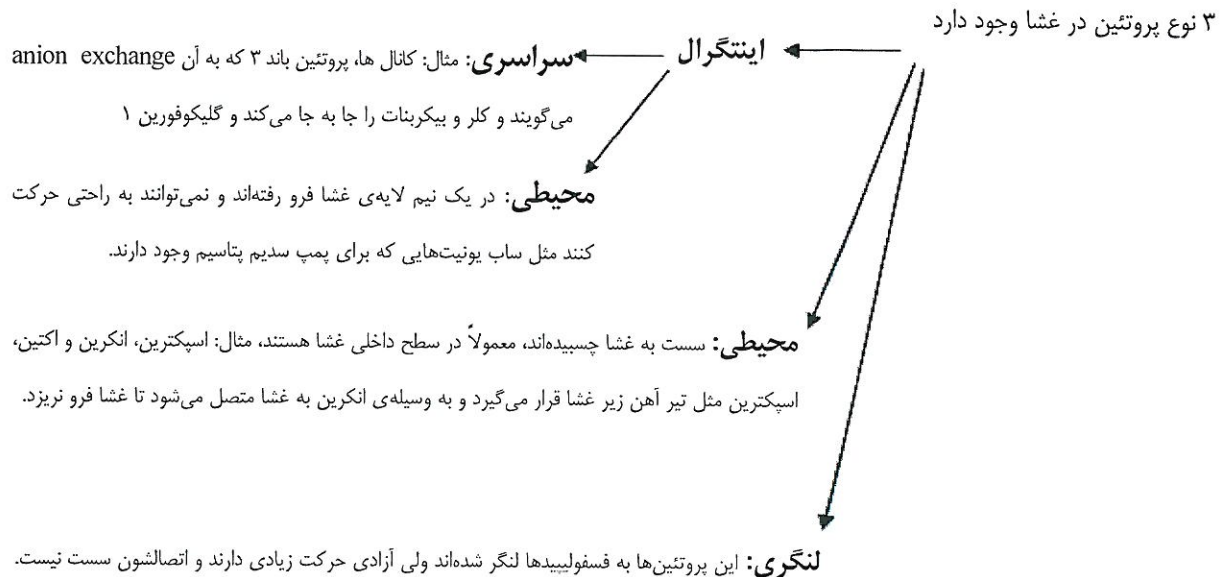 ۳ نوع پروتئین در غشا وجود دارد
اینتگرال
سراسری: مثال: کانال ها، پروتئین باند ۳ که به آن anion exchange
می‌گویند و کلر و بیکربنات را جا به جا می‌کند و گلیکوفورین ۱
محیطی: در یک نیم لایه‌ی غشا فرو رفته‌اند و نمی‌توانند به راحتی حرکت
کنند مثل ساب یونیت‌هایی که برای پمپ سدیم پتاسیم وجود دارند.
محیطی: سست به غشا چسبیده‌اند، معمولاً در سطح داخلی غشا هستند، مثال: اسپکترین، انکرین و اکتین،
اسپکترین مثل تیر آهن زیر غشا قرار می‌گیرد و به وسیله‌ی انکرین به غشا متصل می‌شود تا غشا فرو نریزد.
لنگری: این پروتئین‌ها به فسفولیپیدها لنگر شده‌اند ولی آزادی حرکت زیادی دارند و اتصالشون سست نیست.